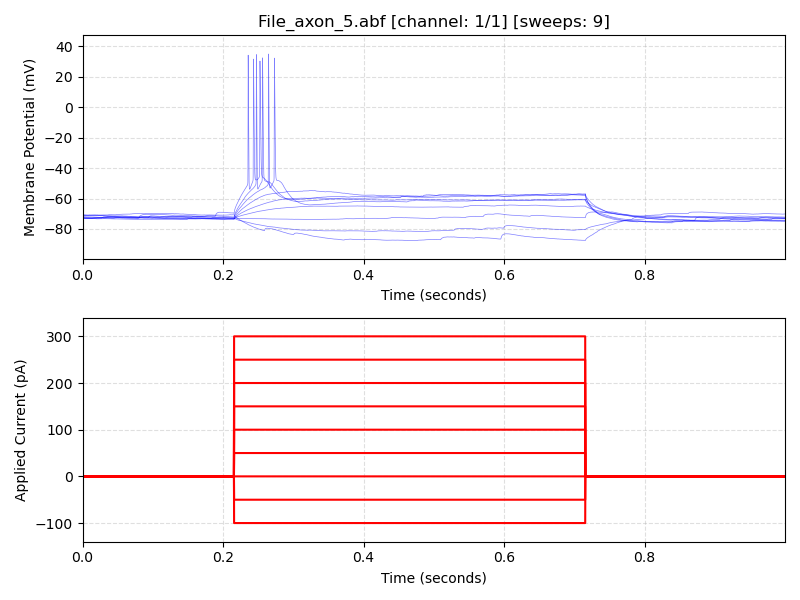 File_axon_5.abf [channel: 1/1] [sweeps: 9]
40
20
0
−20
−40
−60
−80
Membrane Potential (mV)
0.0 0.2 0.4 0.6 0.8
Time (seconds)
300
200
100
0
−100
Applied Current (pA)
0.0 0.2 0.4 0.6 0.8
Time (seconds)